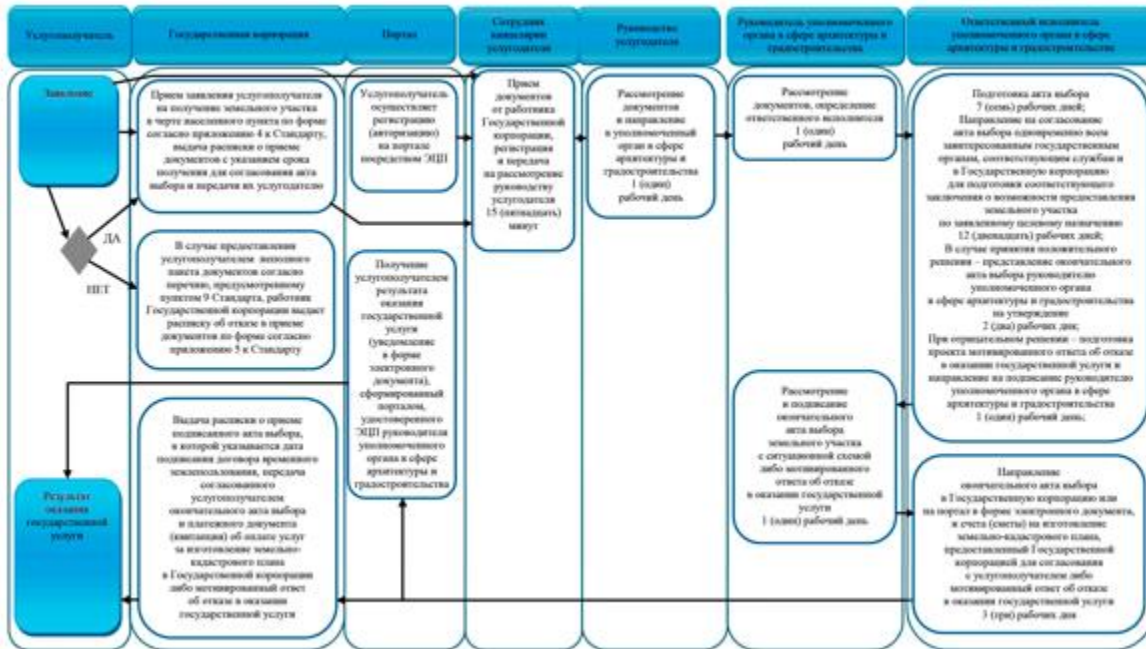 Услугополучатель
Государственная корпорация
Портал
Сотрудник
канцелярии
услугодателя
Руководство
услугодателя
Руководитель уполномоченного
органа в сфере архитектуры и
градостроительства
Ответственный исполнитель
уполномоченного органа в сфере
архитектуры и градостроительства
Заявление
ДА
НЕТ
Результат
оказания
государственной
услуги
Прием заявления услугополучателя
на получение земельного участка
в черте населенного пункта по форме
согласно приложению 4 к Стандарту,
выдача расписки о приеме
документов с указанием срока
получения для согласования акта
выбора и передачи их услугодателю
В случае предоставления
услугополучателем неполного
пакета документов согласно
перечню, предусмотренному
пунктом 9 Стандарта, работник
Государственной корпорации выдает
расписку об отказе в приеме
документов по форме согласно
приложению 5 к Стандарту
Выдача расписки о приеме
подписанного акта выбора,
в которой указывается дата
подписания договора временного
землепользования, передача
согласованного
услугополучателем
окончательного акта выбора
и платежного документа
(квитанции) об оплате услуг
за изготовление земельно-
кадастрового плана
в Государственной корпорации
либо мотивированный ответ
об отказе в оказании
государственной услуги
Услугополучатель
осуществляет
регистрацию
(авторизацию)
на портале
посредством ЭЦП
Получение
услугополучателем
результата
оказания
государственной
услуги
(уведомление
в форме
электронного
документа),
сформированный
порталом,
удостоверенного
ЭЦП руководителя
уполномоченного
органа в сфере
архитектуры и
градостроительства
Прием
документов
от работника
Государственной
корпорации,
регистрация
и передача
на рассмотрение
руководству
услугодателя
15 (пятнадцать)
минут
Рассмотрение
документов
и направление
в уполномоченный
орган в сфере
архитектуры и
градостроительства
1 (один)
рабочий день
Рассмотрение
документов, определение
ответственного исполнителя
1 (один)
рабочий день
Рассмотрение
и подписание
окончательного
акта выбора
земельного участка
с ситуационной схемой
либо мотивированного
ответа об отказе
в оказании государственной
услуги
1 (один) рабочий день
Подготовка акта выбора
7 (семь) рабочих дней;
Направление на согласование
акта выбора одновременно всем
заинтересованным государственным
органам, соответствующим службам и
в Государственную корпорацию
для подготовки соответствующего
заключения о возможности предоставления
земельного участка
по заявленному целевому назначению
12 (двенадцать) рабочих дней;
В случае принятия положительного
решения – представление окончательного
акта выбора руководителю
уполномоченного органа
в сфере архитектуры и градостроительства
на утверждение
2 (два) рабочих дня;
При отрицательном решении – подготовка
проекта мотивированного ответа об отказе
в оказании государственной услуги и
направление на подписание руководителю
уполномоченного органа в сфере
архитектуры и градостроительства
1 (один) рабочий день;
Направление
окончательного акта выбора
в Государственную корпорацию или
на портал в форме электронного документа,
и счета (сметы) на изготовление
земельно-кадастрового плана,
предоставленный Государственной
корпорацией для согласования
с услугополучателем либо
мотивированный ответ об отказе
в оказании государственной услуги
3 (три) рабочих дня